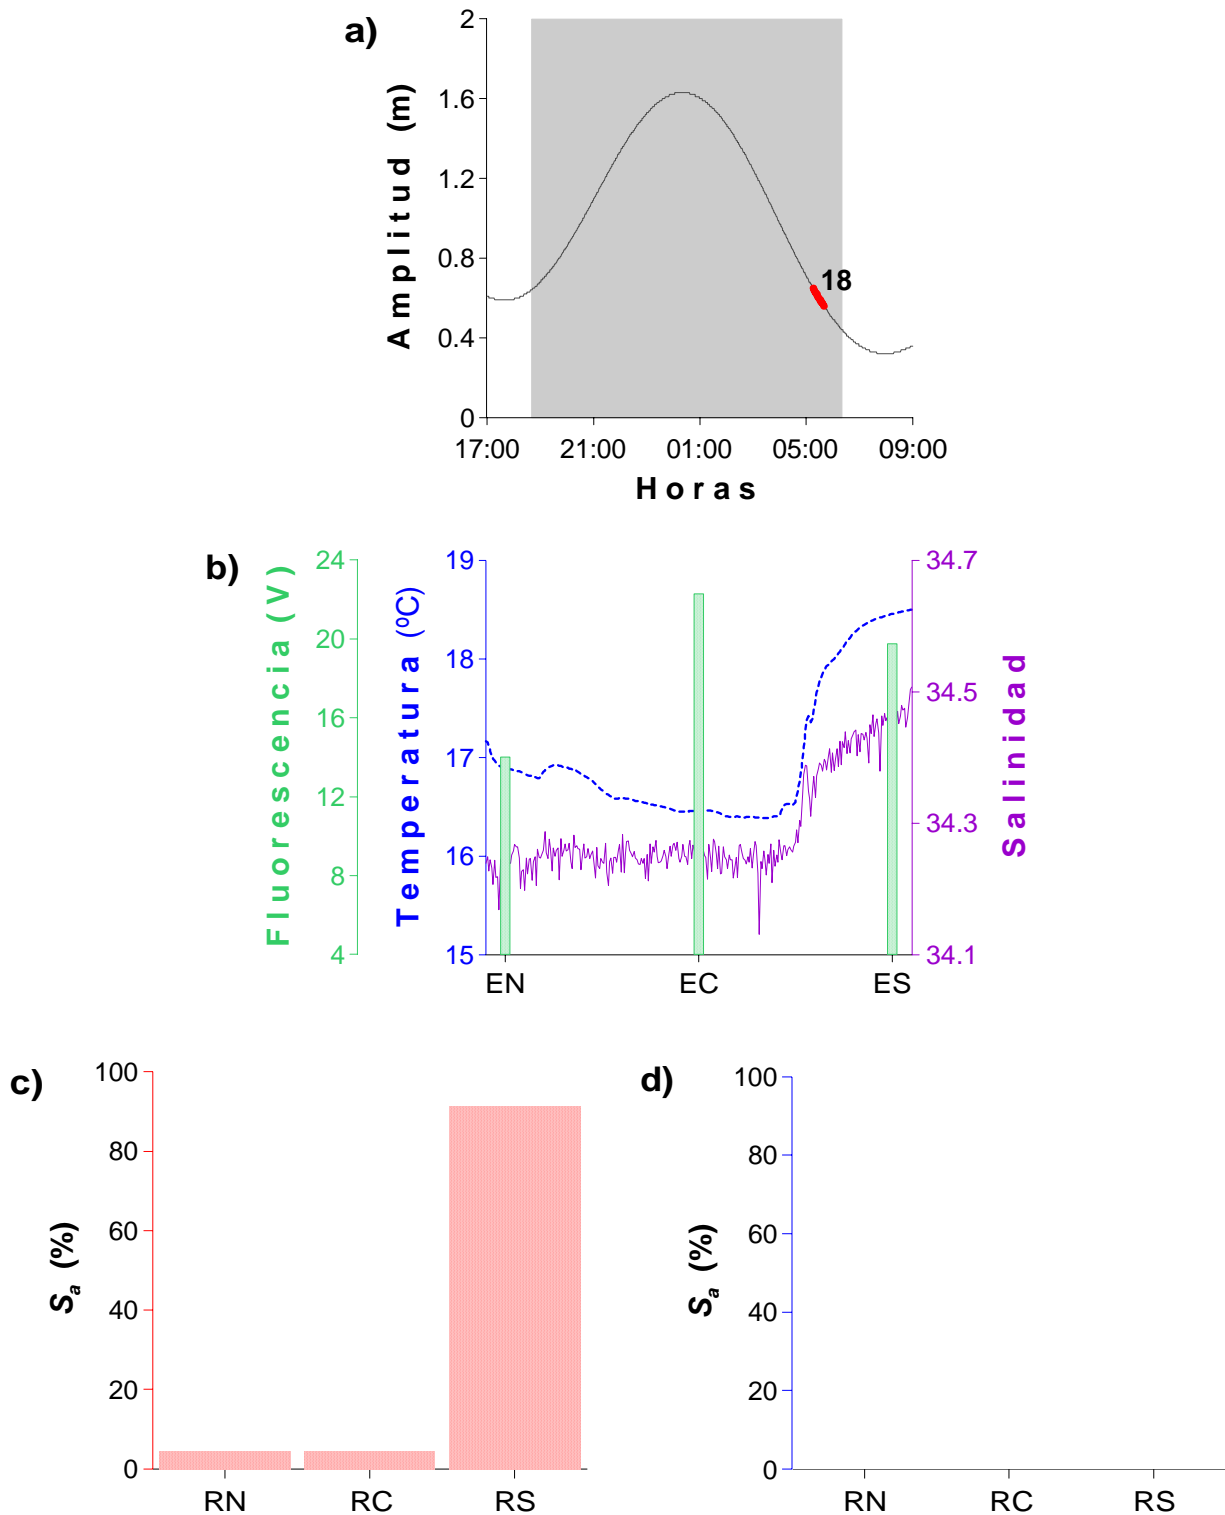 a)
Amplitud (m)
2
1.6
1.2
0.8
0.4
0
18
17:00 21:00 01:00 05:00 09:00
Horas
b)
Fluorescencia (V)
24
20
16
12
8
4
Temperatura (ºC)
19
18
17
16
15
34.7
34.5
34.3
34.1
Salinidad
EN EC ES
c)
Sa (%)
100
80
60
40
20
0
RN RC RS
d)
Sa (%)
100
80
60
40
20
0
RN RC RS